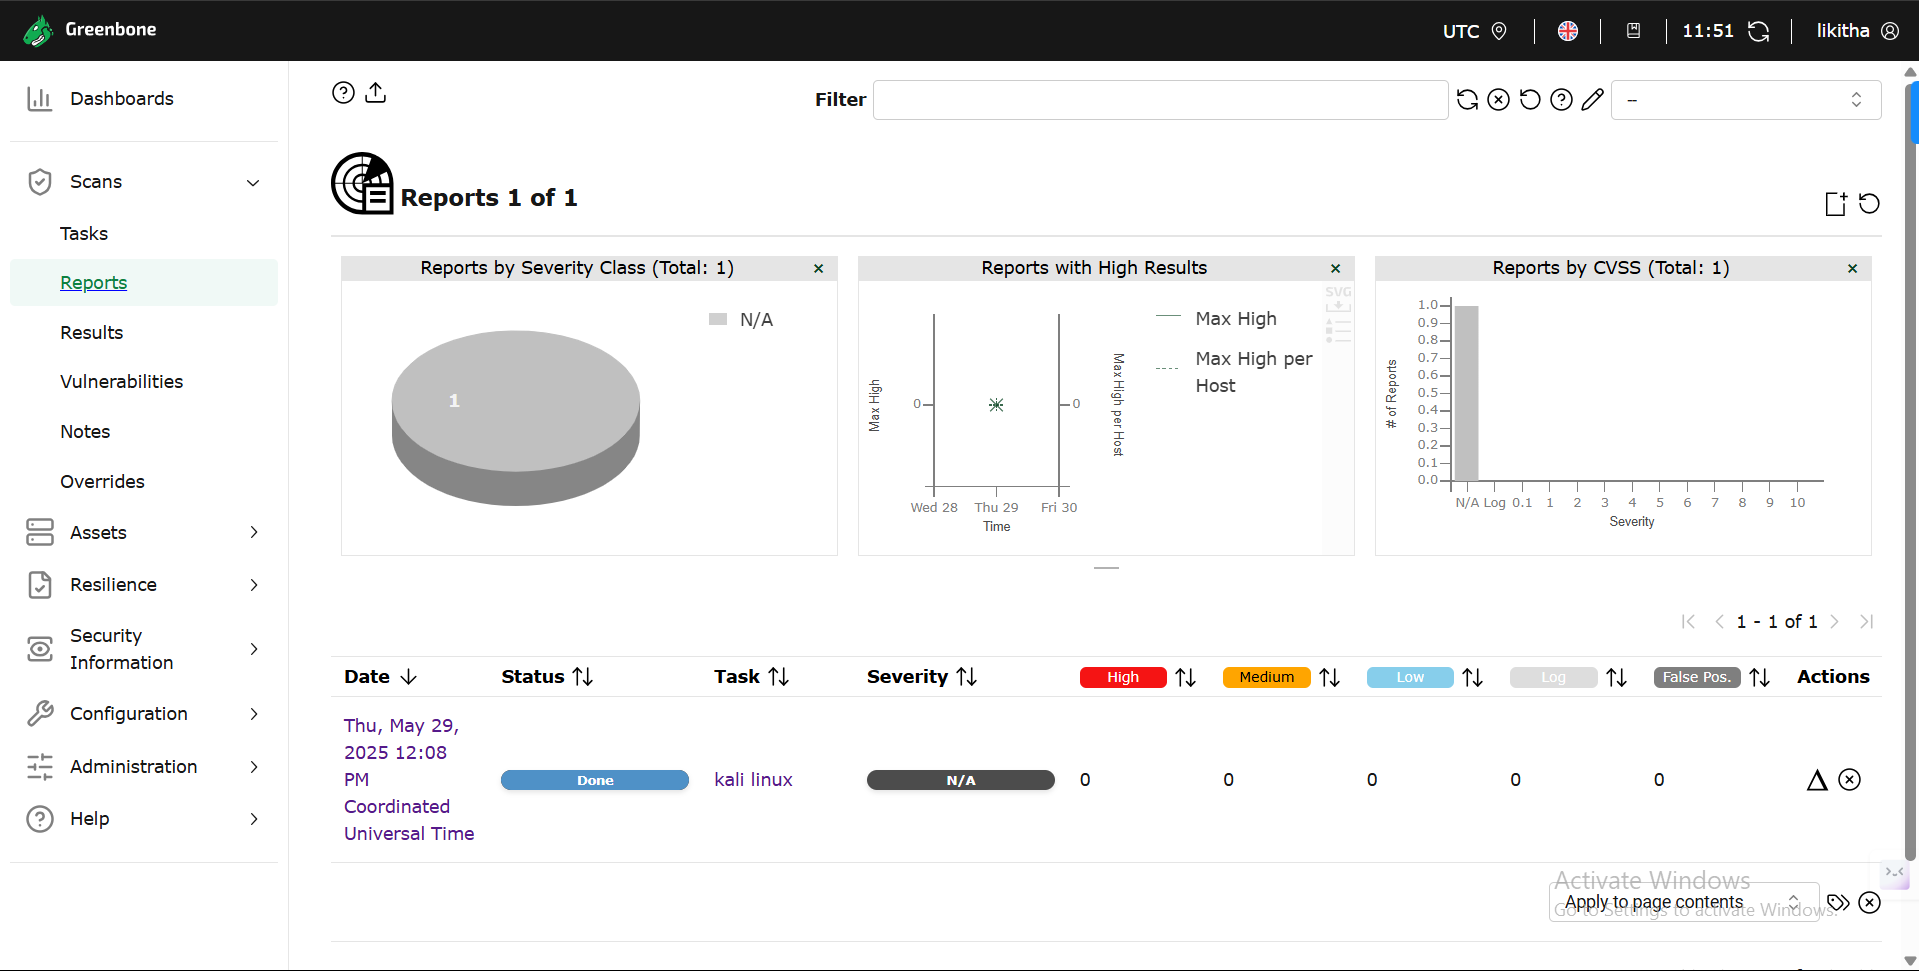 Greenbone
UTC
11:51
likitha
Dashboards
Scans
Tasks
Reports
Results
Vulnerabilities
Notes
Overrides
Assets
Resilience
Security
Information
Configuration
Administration
Help
Filter
--
Reports 1 of 1
Reports by Severity Class (Total: 1)
N/A
1
Reports with High Results
SVG
Max High
Max High per
Host
Max High
0
0
Max High per Host
Wed 28 Thu 29 Fri 30
Time
Reports by CVSS (Total: 1)
# of Reports
1.0
0.9
0.8
0.7
0.6
0.5
0.4
0.3
0.2
0.1
0.0
N/A Log 0.1 1 2 3 4 5 6 7 8 9 10
Severity
1 - 1 of 1
Date Status Task Severity High Medium Low Log False Pos. Actions
Thu, May 29,
2025 12:08
PM
Coordinated
Universal Time
Done
kali linux
N/A
0 0 0 0 0
Activate Windows
Go to Settings to activate Windows.
Apply to page contents